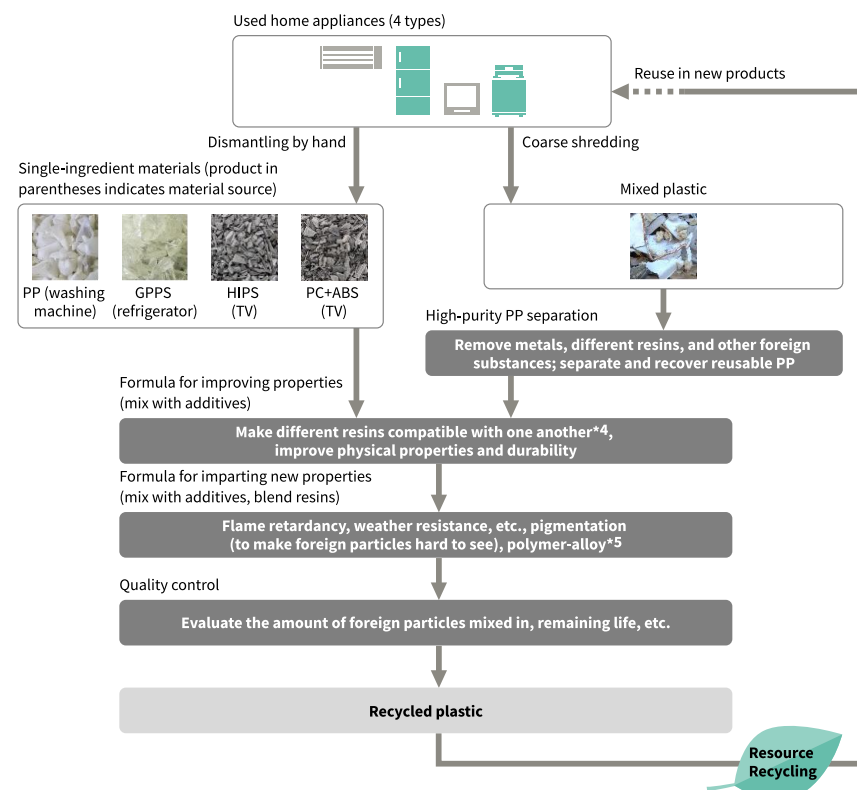 Used home appliances (4 types)
Reuse in new products
Dismantling by hand
Coarse shredding
Single-ingredient materials (product in
parentheses indicates material source)
Mixed plastic
PP (washing
machine)
GPPS
(refrigerator)
HIPS
(TV)
PC+ABS
(TV)
High-purity PP separation
Remove metals, different resins, and other foreign
substances; separate and recover reusable PP
Formula for improving properties
(mix with additives)
Make different resins compatible with one another*4,
improve physical properties and durability
Formula for imparting new properties
(mix with additives, blend resins)
Flame retardancy, weather resistance, etc., pigmentation
(to make foreign particles hard to see), polymer-alloy*5
Quality control
Evaluate the amount of foreign particles mixed in, remaining life, etc.
Recycled plastic
Resource
Recycling